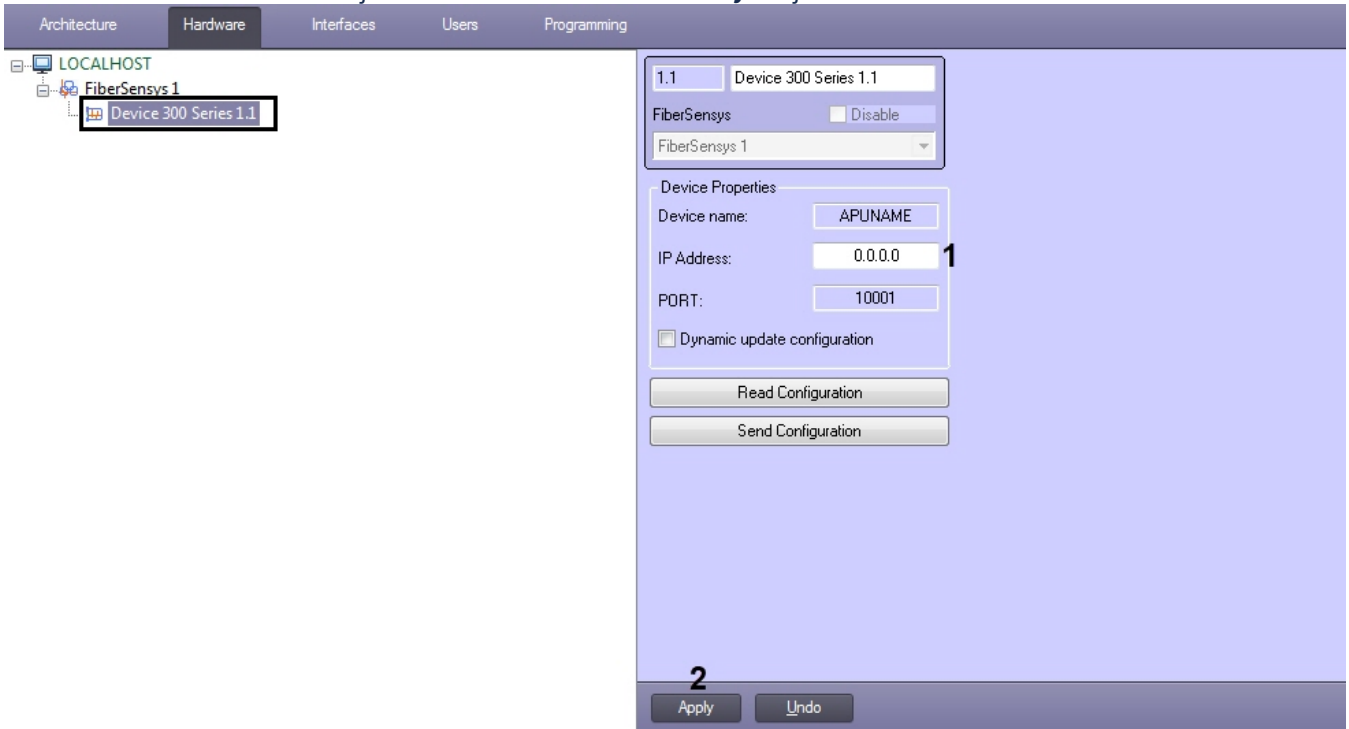 Architecture Hardware Interfaces Users Programming
LOCALHOST
FiberSensys 1
Device 300 Series 1.1
1.1 Device 300 Series 1.1
FiberSensys Disable
FiberSensys 1
Device Properties
Device name: APUNAME
IP Address: 0.0.0.0 1
PORT: 10001
Dynamic update configuration
Read Configuration
Send Configuration
2
Apply Undo